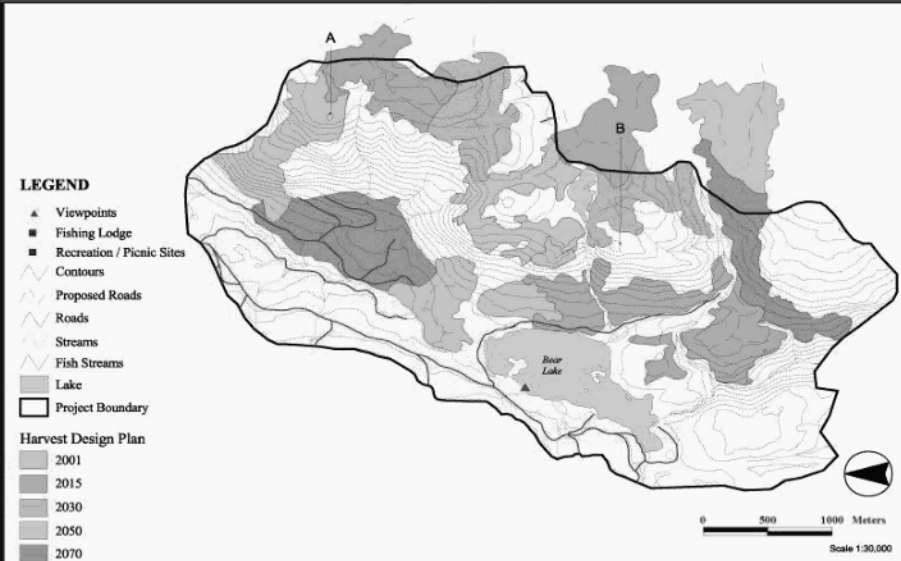 A
B
LEGEND
Viewpoints
Fishing Lodge
Recreation / Picnic Sites
Contours
Proposed Roads
Roads
Streams
Fish Streams
Lake
Project Boundary
Harvest Design Plan
2001
2015
2030
2050
2070
Bear
Lake
0 500 1000 Meters
Scale 1:30,000